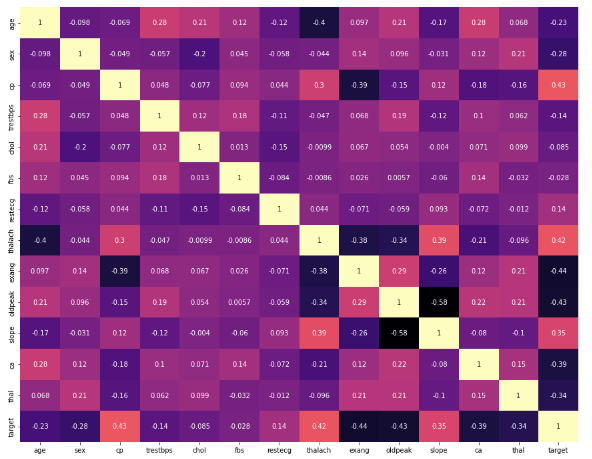 age 1 -0.098 -0.069 0.28 0.21 0.12 -0.12 -0.4 0.097 0.21 -0.17 0.28 0.068 -0.23
sex -0.098 1 -0.049 -0.057 -0.2 0.045 -0.058 -0.044 0.14 0.096 -0.031 0.12 0.21 -0.28
cp -0.069 -0.049 1 0.048 -0.077 0.094 0.044 0.3 -0.39 -0.15 0.12 -0.18 -0.16 0.43
trestbps 0.28 -0.057 0.048 1 0.12 0.18 -0.11 -0.047 0.068 0.19 -0.12 0.1 0.062 -0.14
chol 0.21 -0.2 -0.077 0.12 1 0.013 -0.15 -0.0099 0.067 0.054 -0.004 0.071 0.099 -0.085
fbs 0.12 0.045 0.094 0.18 0.013 1 -0.084 -0.0086 0.026 0.0057 -0.06 0.14 -0.032 -0.028
restecg -0.12 -0.058 0.044 -0.11 -0.15 -0.084 1 0.044 -0.071 -0.059 0.093 -0.072 -0.012 0.14
thalach -0.4 -0.044 0.3 -0.047 -0.0099 -0.0086 0.044 1 -0.38 -0.34 0.39 -0.21 -0.096 0.42
exang 0.097 0.14 -0.39 0.068 0.067 0.026 -0.071 -0.38 1 0.29 -0.26 0.12 0.21 -0.44
oldpeak 0.21 0.096 -0.15 0.19 0.054 0.0057 -0.059 -0.34 0.29 1 -0.58 0.22 0.21 -0.43
slope -0.17 -0.031 0.12 -0.12 -0.004 -0.06 0.093 0.39 -0.26 -0.58 1 -0.08 -0.1 0.35
ca 0.28 0.12 -0.18 0.1 0.071 0.14 -0.072 -0.21 0.12 0.22 -0.08 1 0.15 -0.39
thal 0.068 0.21 -0.16 0.062 0.099 -0.032 -0.012 -0.096 0.21 0.21 -0.1 0.15 1 -0.34
target -0.23 -0.28 0.43 -0.14 -0.085 -0.028 0.14 0.42 -0.44 -0.43 0.35 -0.39 -0.34 1
age sex cp trestbps chol fbs restecg thalach exang oldpeak slope ca thal target